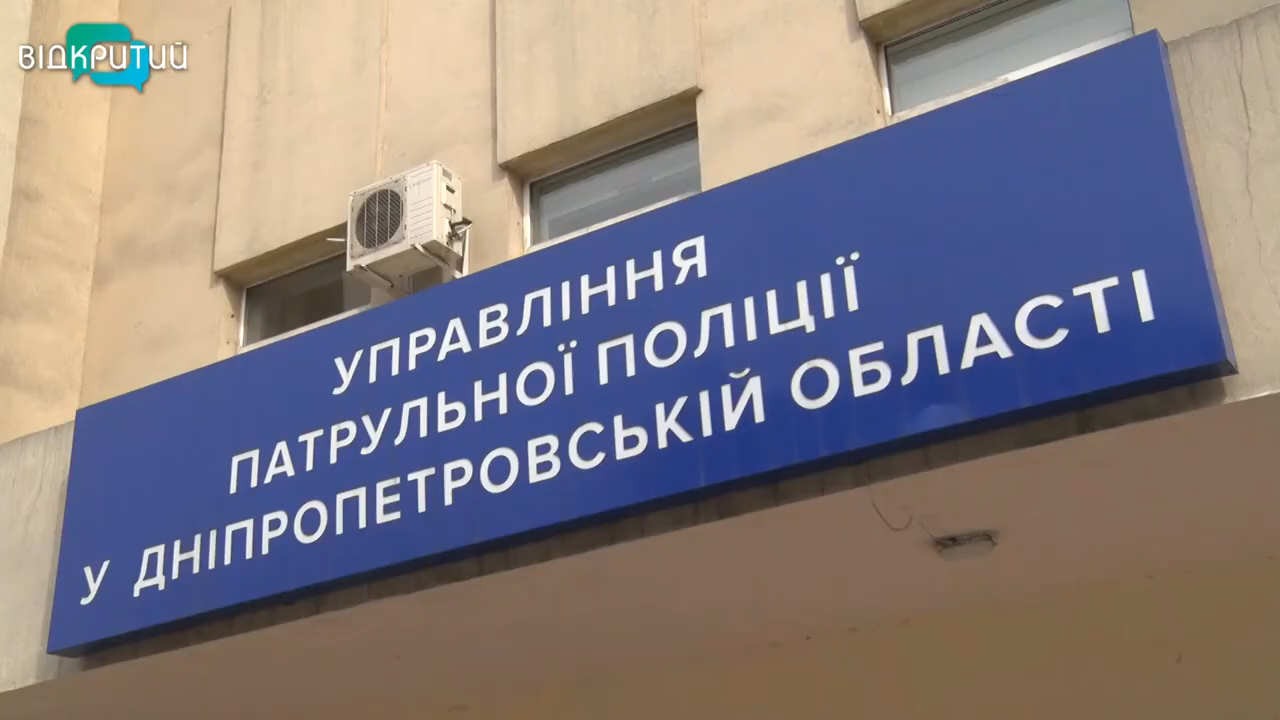 ВІДКРИТИЙ
УПРАВЛІННЯ
ПАТРУЛЬНОЇ ПОЛІЦІЇ
У ДНІПРОПЕТРОВСЬКІЙ ОБЛАСТІ